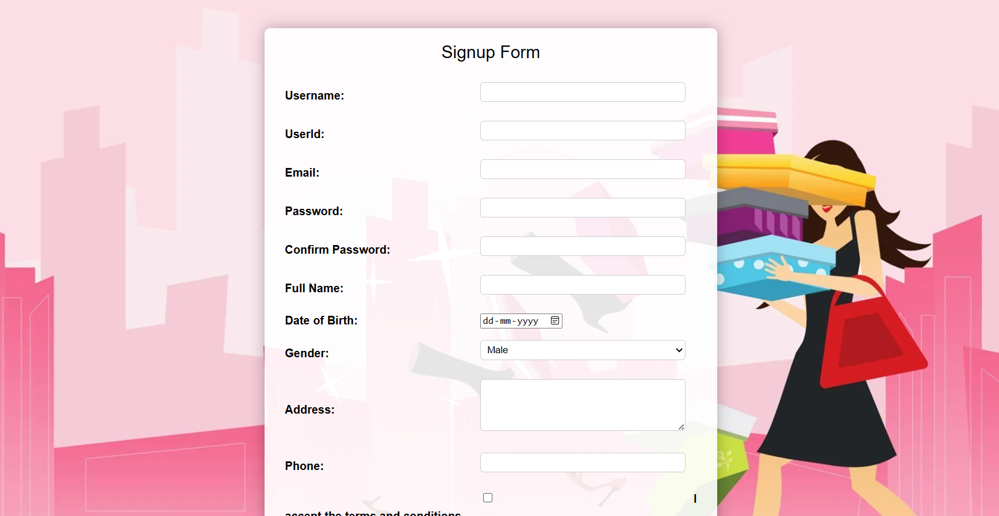 Signup Form
Username:
UserId:
Email:
Password:
Confirm Password:
Full Name:
Date of Birth: dd-mm-yyyy
Gender: Male
Address:
Phone:
I
accept the terms and conditions